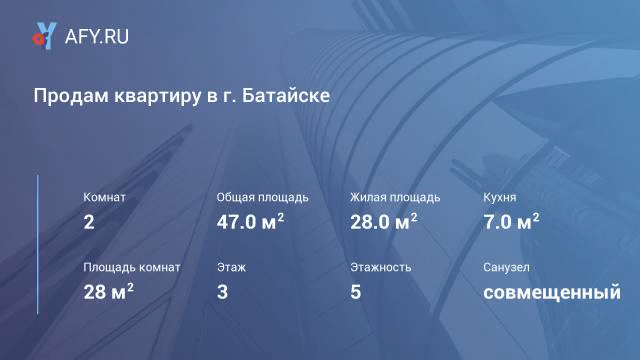 AFY.RU
Продам квартиру в г. Батайске
Комнат Общая площадь Жилая площадь Кухня
2 47.0 м² 28.0 м² 7.0 м²
Площадь комнат Этаж Этажность Санузел
28 м² 3 5 совмещенный